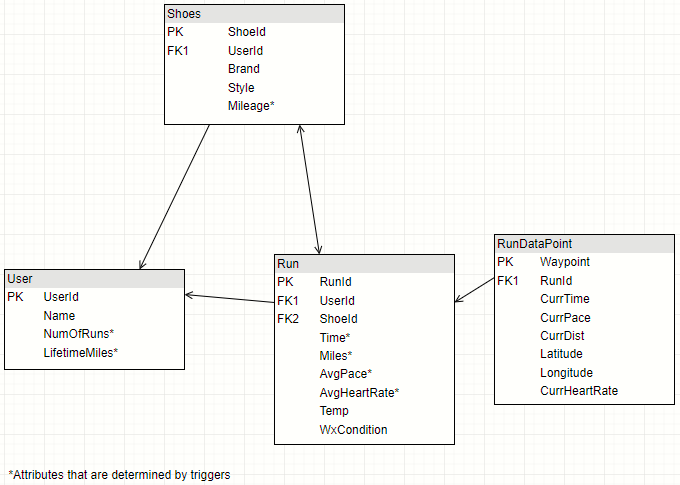 Shoes
PK ShoeId
FK1 UserId
Brand
Style
Mileage*
User
PK UserId
Name
NumOfRuns*
LifetimeMiles*
Run
PK RunId
FK1 UserId
FK2 ShoeId
Time*
Miles*
AvgPace*
AvgHeartRate*
Temp
WxCondition
RunDataPoint
PK Waypoint
FK1 RunId
CurrTime
CurrPace
CurrDist
Latitude
Longitude
CurrHeartRate
*Attributes that are determined by triggers